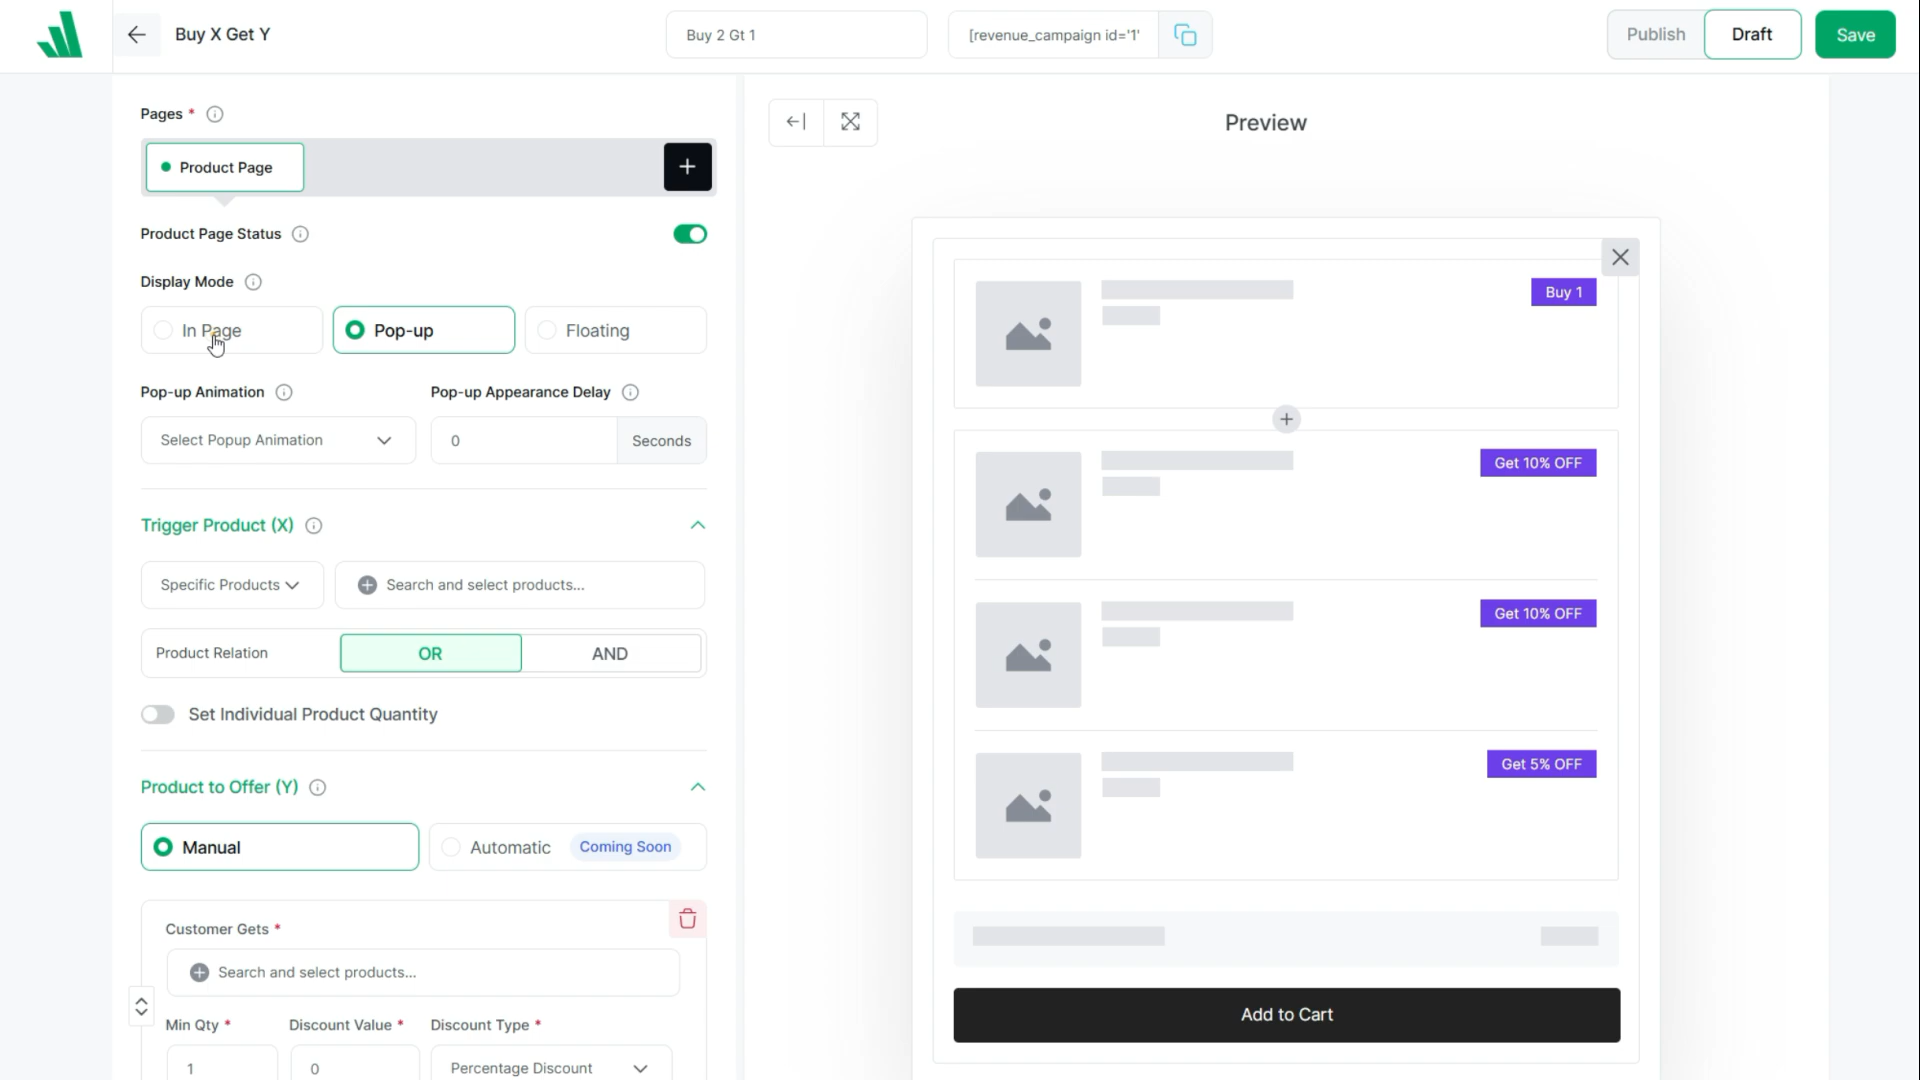 Buy X Get Y
Buy 2 Gt 1
[revenue_campaign id='1'
Publish
Draft
Save
Pages *
Product Page
Product Page Status
Display Mode
In Page
Pop-up
Floating
Pop-up Animation
Pop-up Appearance Delay
Select Popup Animation
0
Seconds
Trigger Product (X)
Specific Products
Search and select products...
Product Relation
OR
AND
Set Individual Product Quantity
Product to Offer (Y)
Manual
Automatic
Coming Soon
Customer Gets *
Search and select products...
Min Qty *
Discount Value *
Discount Type *
1
0
Percentage Discount
Preview
Buy 1
Get 10% OFF
Get 10% OFF
Get 5% OFF
Add to Cart